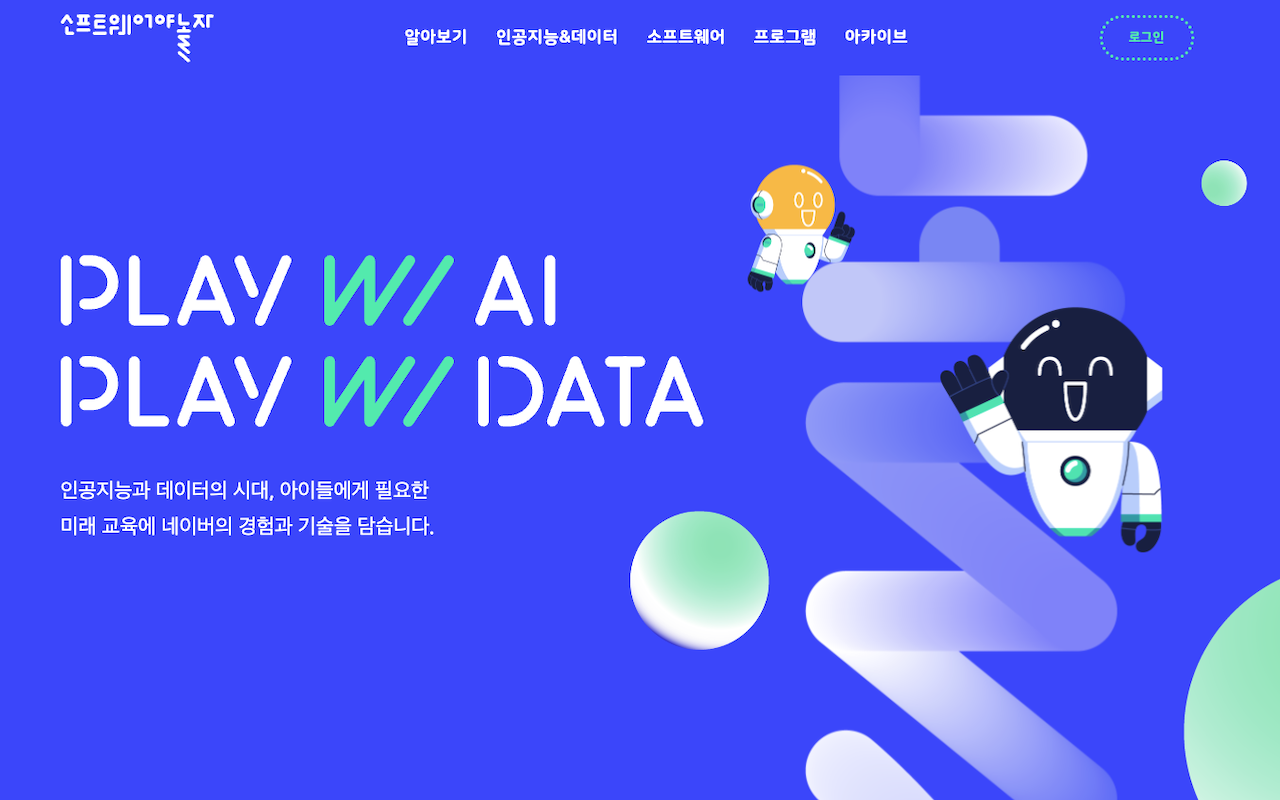 소프트웨어야놀자
알아보기 인공지능&데이터 소프트웨어 프로그램 아카이브
로그인
PLAY W/ AI
PLAY W/ DATA
인공지능과 데이터의 시대, 아이들에게 필요한
미래 교육에 네이버의 경험과 기술을 담습니다.